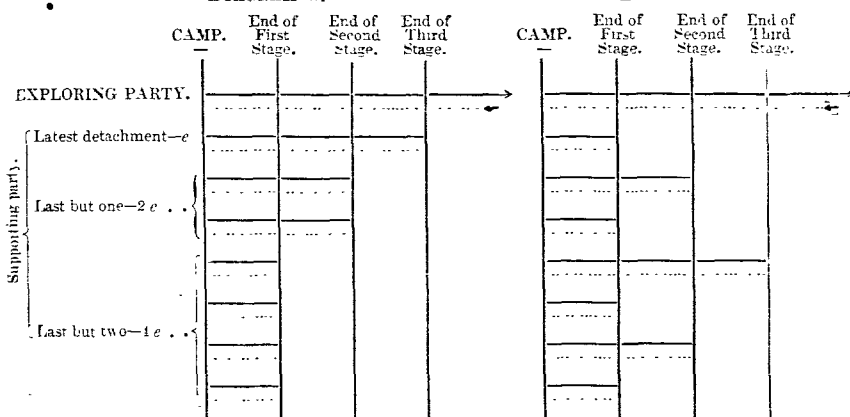 CAMP.
End of
First
Stage.
End of
Second
Stage.
End of
Third
Stage.
CAMP.
End of
First
Stage.
End of
Second
Stage.
End of
Third
Stage.
EXPLORING PARTY.
Supporting party.
Latest detachment—e
Last but one—2 e . .
Last but two—4 e . .